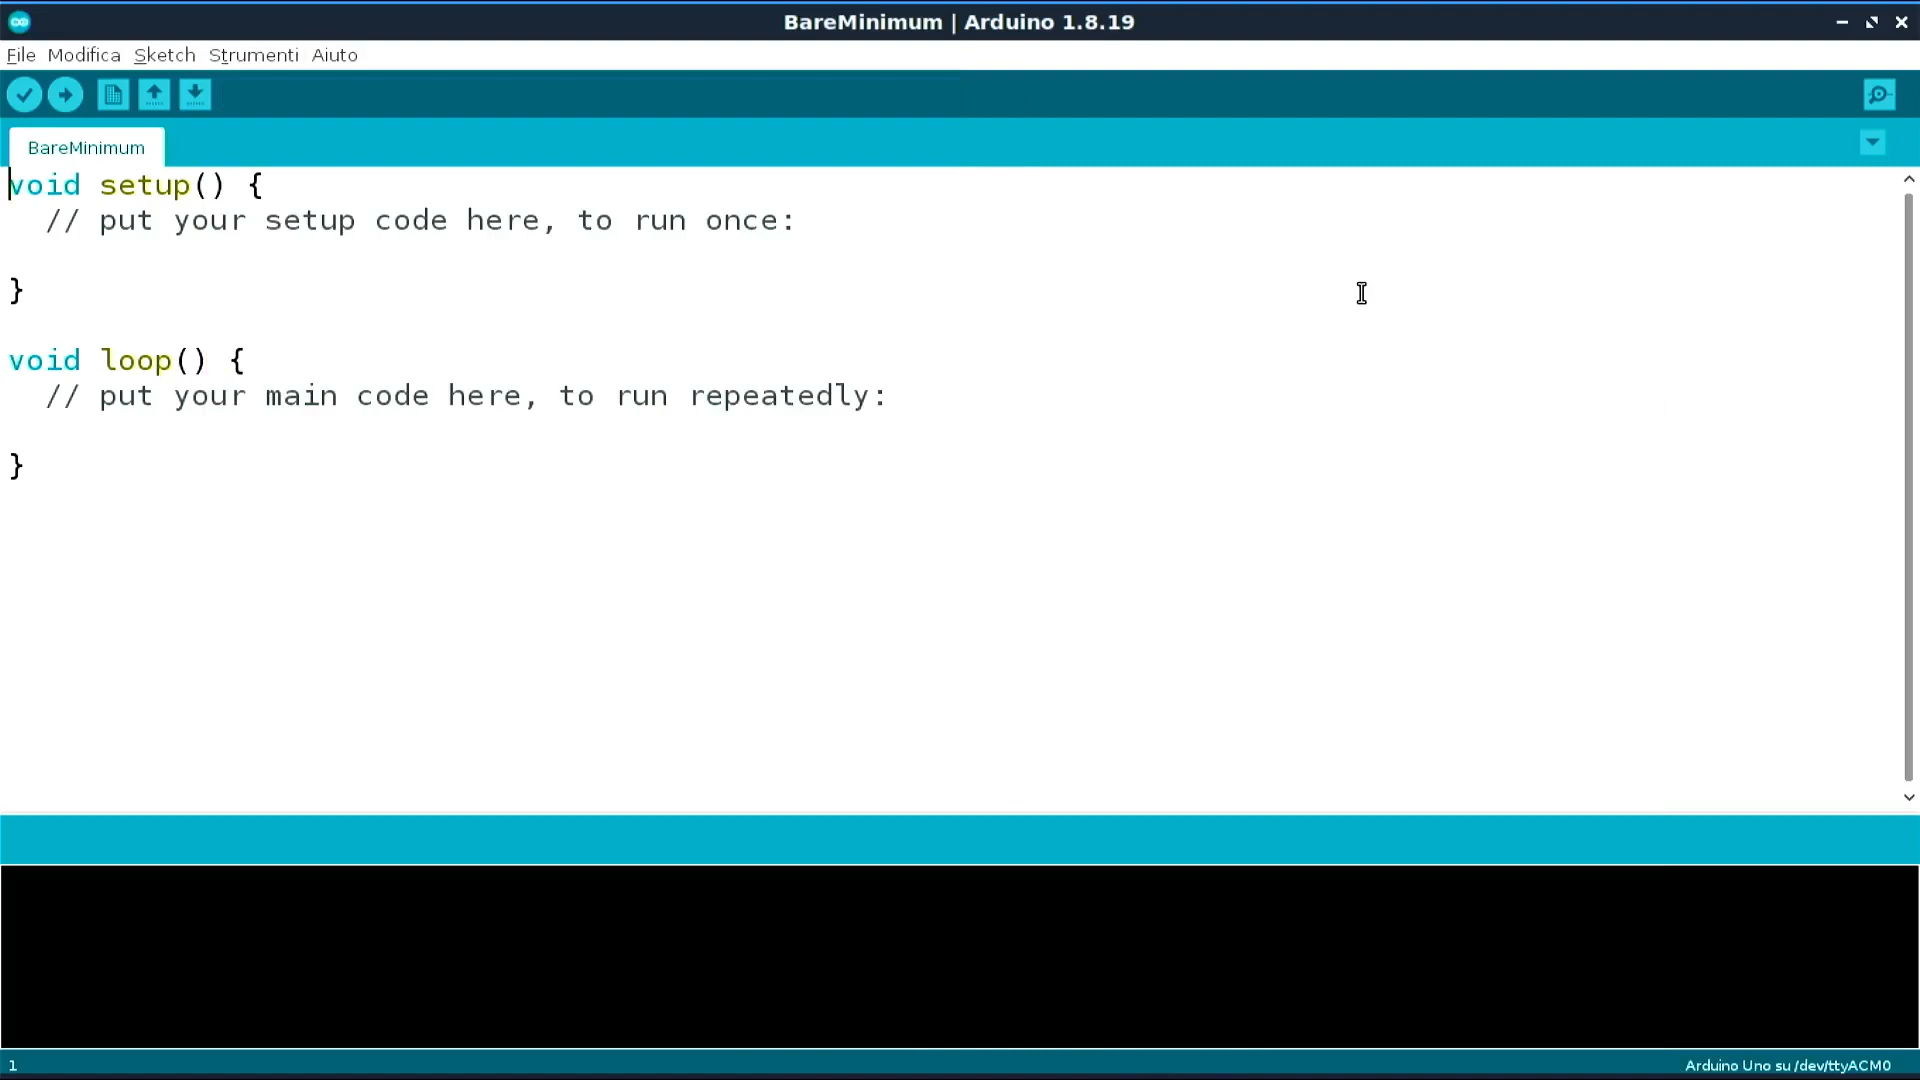 BareMinimum | Arduino 1.8.19
File Modifica Sketch Strumenti Aiuto
BareMinimum
void setup() {
  // put your setup code here, to run once:
}
void loop() {
  // put your main code here, to run repeatedly:
}
1
Arduino Uno su /dev/ttyACM0